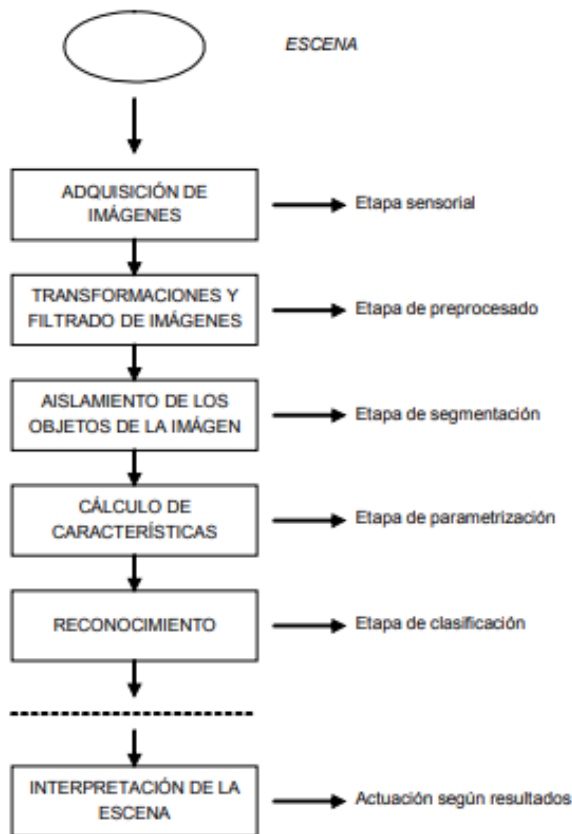 ESCENA
ADQUISICIÓN DE
IMÁGENES
Etapa sensorial
TRANSFORMACIONES Y
FILTRADO DE IMÁGENES
Etapa de preprocesado
AISLAMIENTO DE LOS
OBJETOS DE LA IMÁGEN
Etapa de segmentación
CÁLCULO DE
CARACTERÍSTICAS
Etapa de parametrización
RECONOCIMIENTO
Etapa de clasificación
INTERPRETACIÓN DE LA
ESCENA
Actuación según resultados